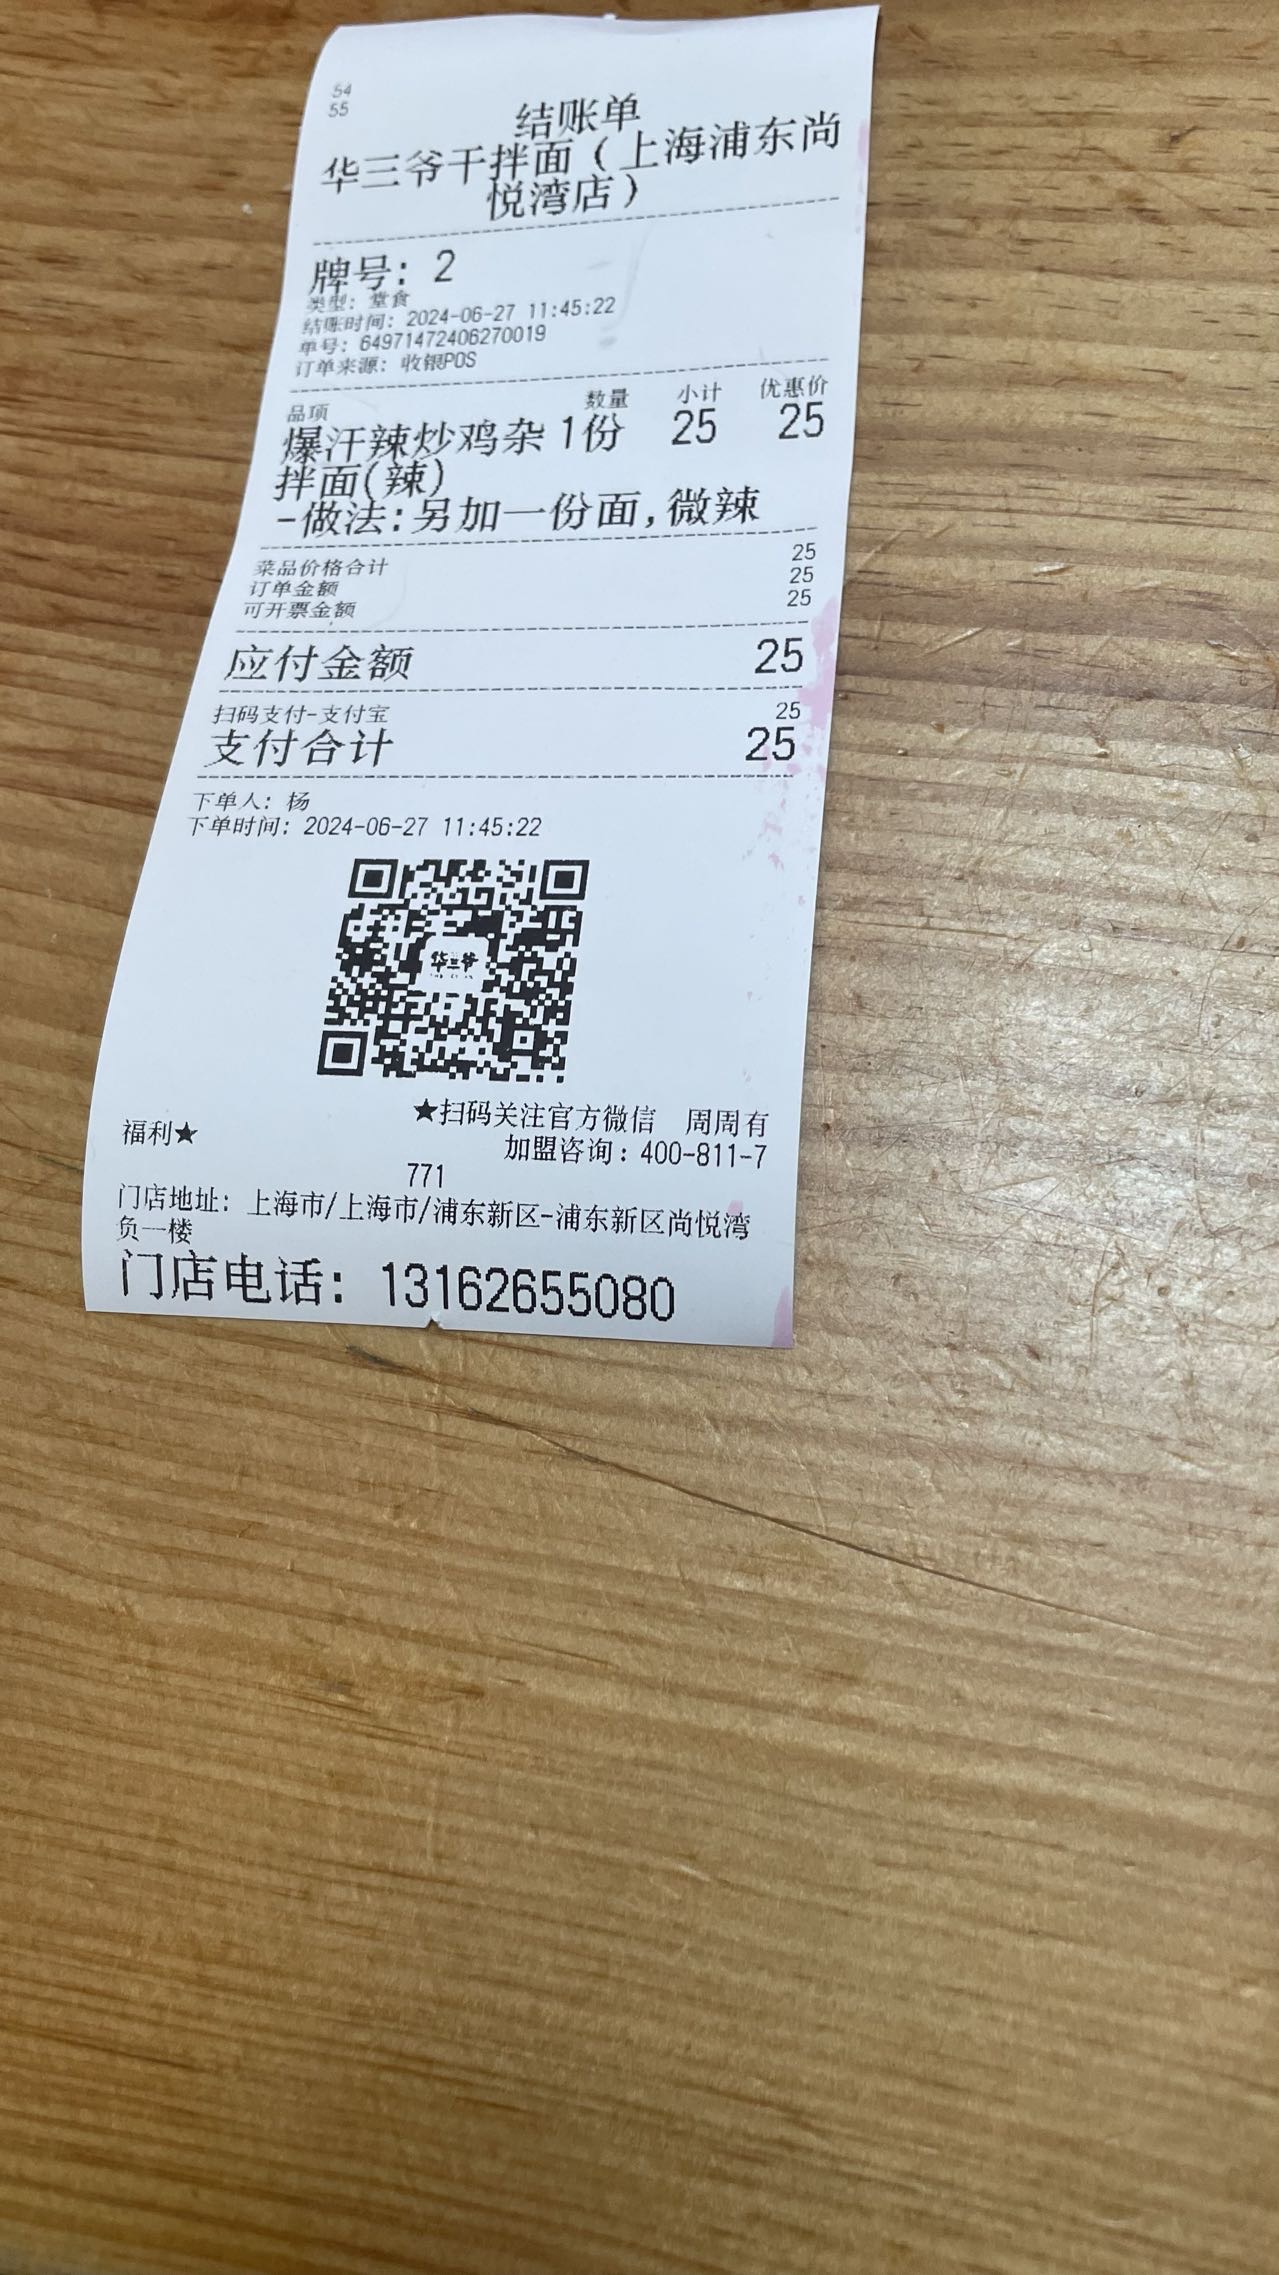 54
55
结账单
华三爷干拌面（上海浦东尚
悦湾店）
牌号: 2
类型: 堂食
结账时间: 2024-06-27 11:45:22
单号: 64971472406270019
订单来源: 收银POS
品项 数量 小计 优惠价
爆汗辣炒鸡杂 1份 25 25
拌面(辣)
-做法:另加一份面,微辣
菜品价格合计 25
订单金额 25
可开票金额 25
应付金额 25
扫码支付-支付宝 25
支付合计 25
下单人: 杨
下单时间: 2024-06-27 11:45:22
华三爷
★扫码关注官方微信 周周有
福利★
加盟咨询: 400-811-7
771
门店地址: 上海市/上海市/浦东新区-浦东新区尚悦湾
负一楼
门店电话: 13162655080